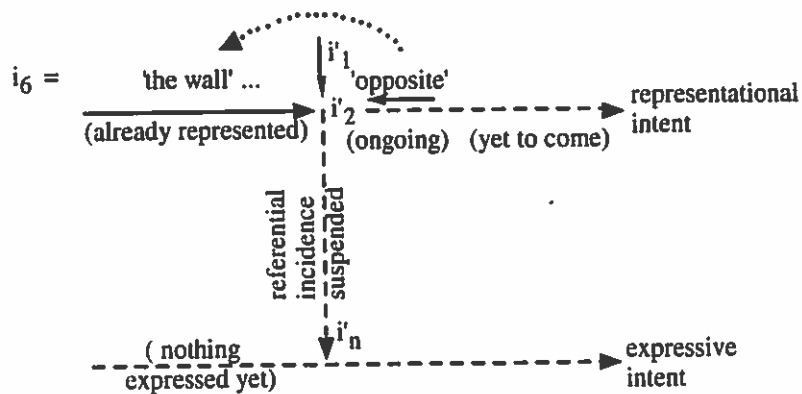 i'1
i6 = 'the wall' ... 'opposite'
i'2
representational
intent
(already represented) (ongoing) (yet to come)
referential
incidence
suspended
i'n
( nothing
expressed yet)
expressive
intent